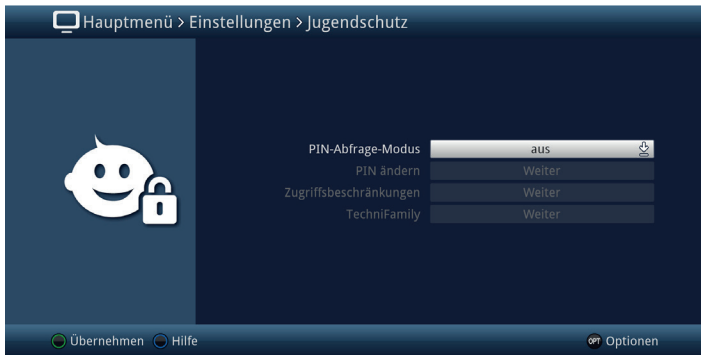 Hauptmenü > Einstellungen > Jugendschutz
PIN-Abfrage-Modus aus
PIN ändern Weiter
Zugriffsbeschränkungen Weiter
TechniFamily Weiter
Übernehmen Hilfe OPT Optionen